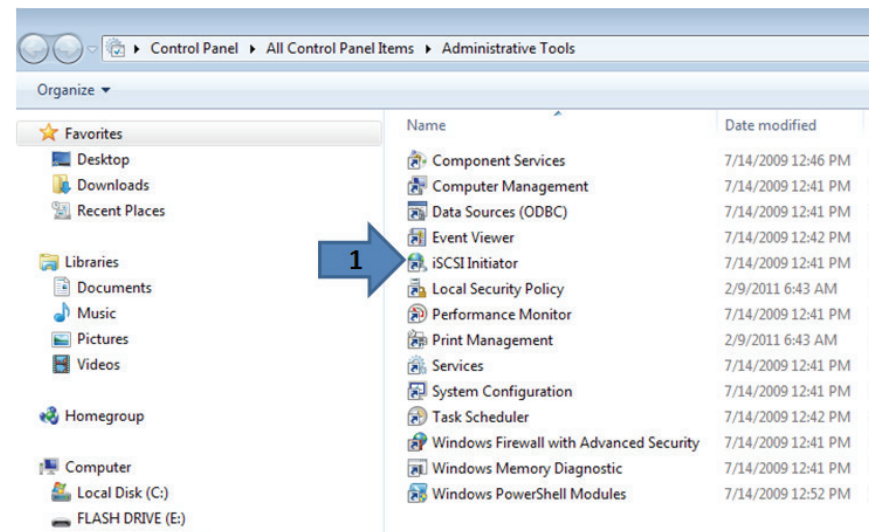 Control Panel ▸ All Control Panel Items ▸ Administrative Tools
Organize ▾
Favorites
Desktop
Downloads
Recent Places
Libraries
Documents
Music
Pictures
Videos
Homegroup
Computer
Local Disk (C:)
FLASH DRIVE (E:)
1
Name Date modified
Component Services 7/14/2009 12:46 PM
Computer Management 7/14/2009 12:41 PM
Data Sources (ODBC) 7/14/2009 12:41 PM
Event Viewer 7/14/2009 12:42 PM
iSCSI Initiator 7/14/2009 12:41 PM
Local Security Policy 2/9/2011 6:43 AM
Performance Monitor 7/14/2009 12:41 PM
Print Management 2/9/2011 6:43 AM
Services 7/14/2009 12:41 PM
System Configuration 7/14/2009 12:41 PM
Task Scheduler 7/14/2009 12:42 PM
Windows Firewall with Advanced Security 7/14/2009 12:41 PM
Windows Memory Diagnostic 7/14/2009 12:41 PM
Windows PowerShell Modules 7/14/2009 12:52 PM